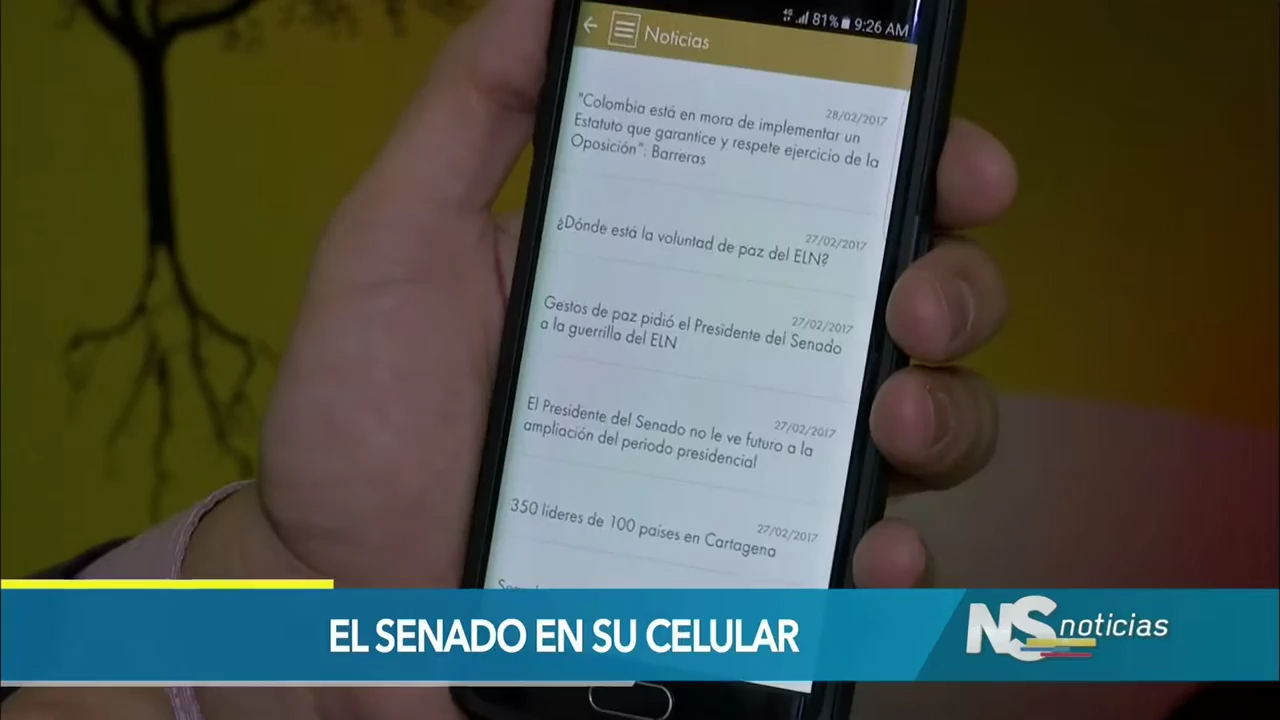 4G 81% 9:26 AM
Noticias
28/02/2017
"Colombia está en mora de implementar un
Estatuto que garantice y respete ejercicio de la
Oposición": Barreras
27/02/2017
¿Dónde está la voluntad de paz del ELN?
27/02/2017
Gestos de paz pidió el Presidente del Senado
a la guerrilla del ELN
27/02/2017
El Presidente del Senado no le ve futuro a la
ampliación del periodo presidencial
27/02/2017
350 lideres de 100 paises en Cartagena
EL SENADO EN SU CELULAR
NS noticias